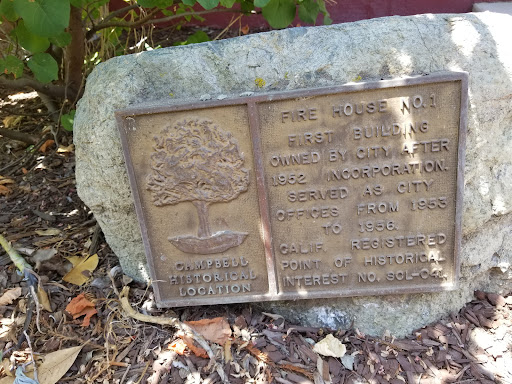 FIRE HOUSE NO.1
FIRST BUILDING
OWNED BY CITY AFTER
1952 INCORPORATION.
SERVED AS CITY
OFFICES FROM 1953
TO 1956.
CALIF. REGISTERED
POINT OF HISTORICAL
INTEREST NO. SCL-041
CAMPBELL
HISTORICAL
LOCATION